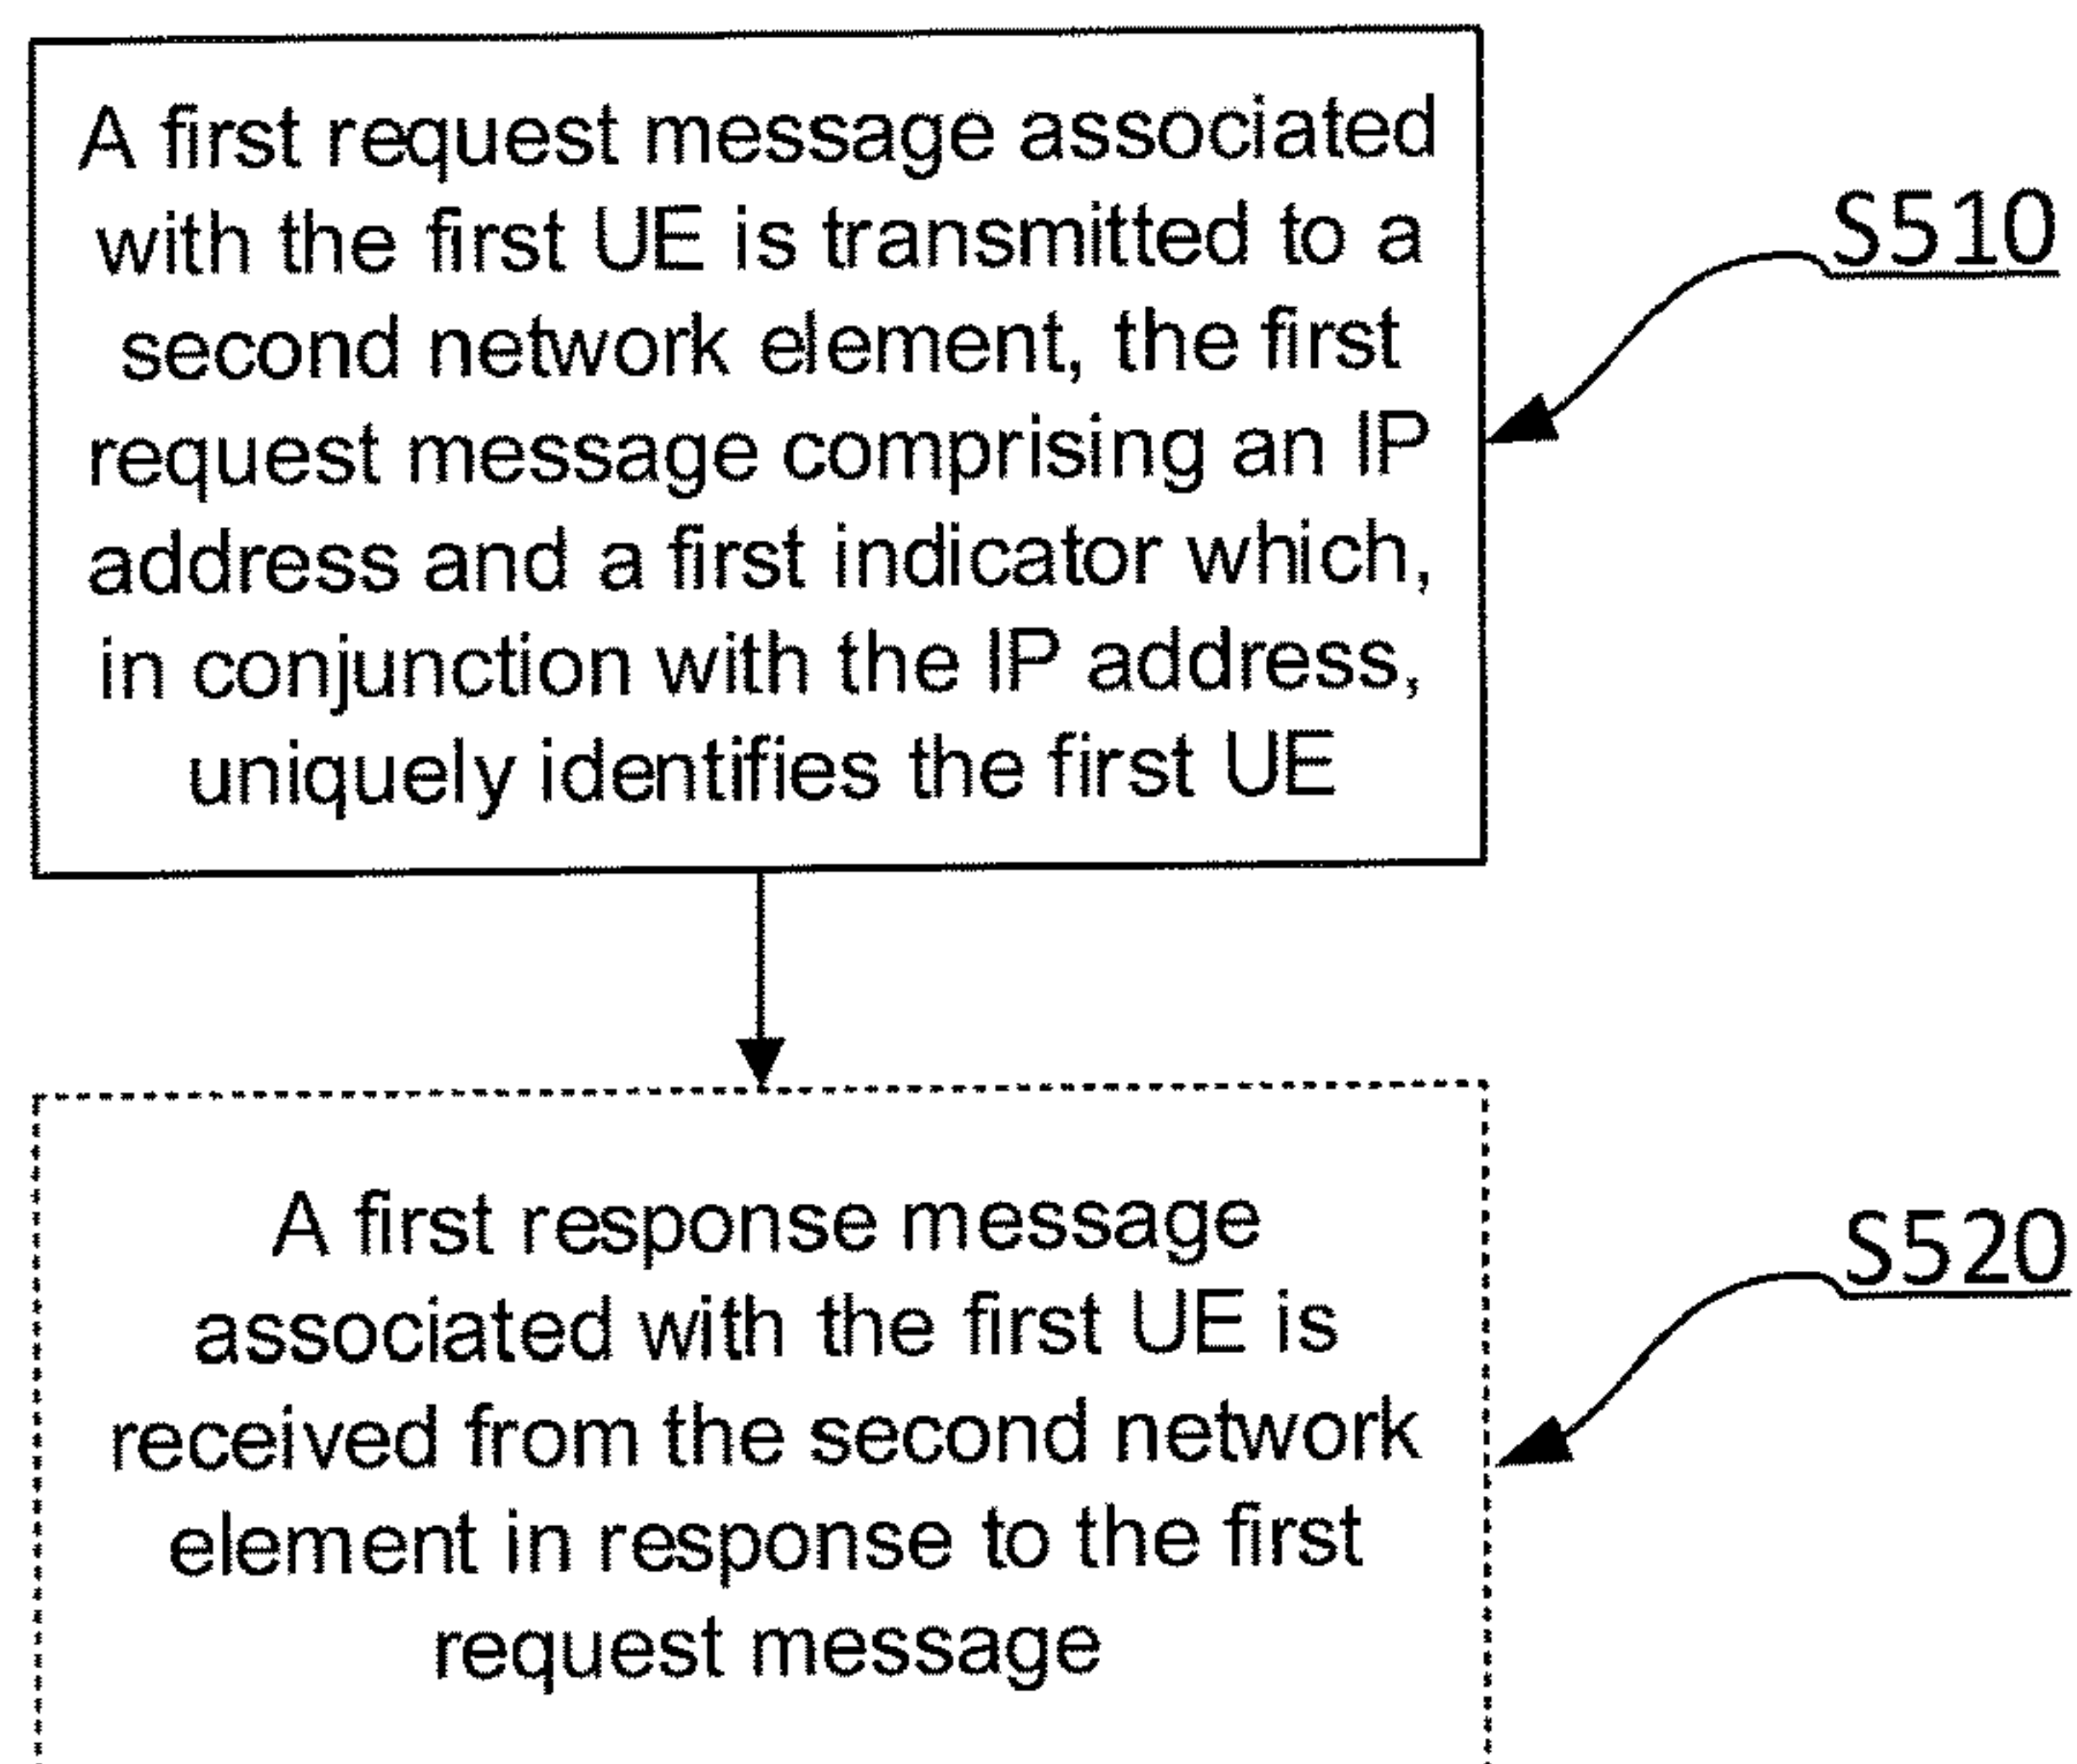 A first request message associated
with the first UE is transmitted to a
second network element, the first
request message comprising an IP
address and a first indicator which,
in conjunction with the IP address,
uniquely identifies the first UE
S510
A first response message
associated with the first UE is
received from the second network
element in response to the first
request message
S520